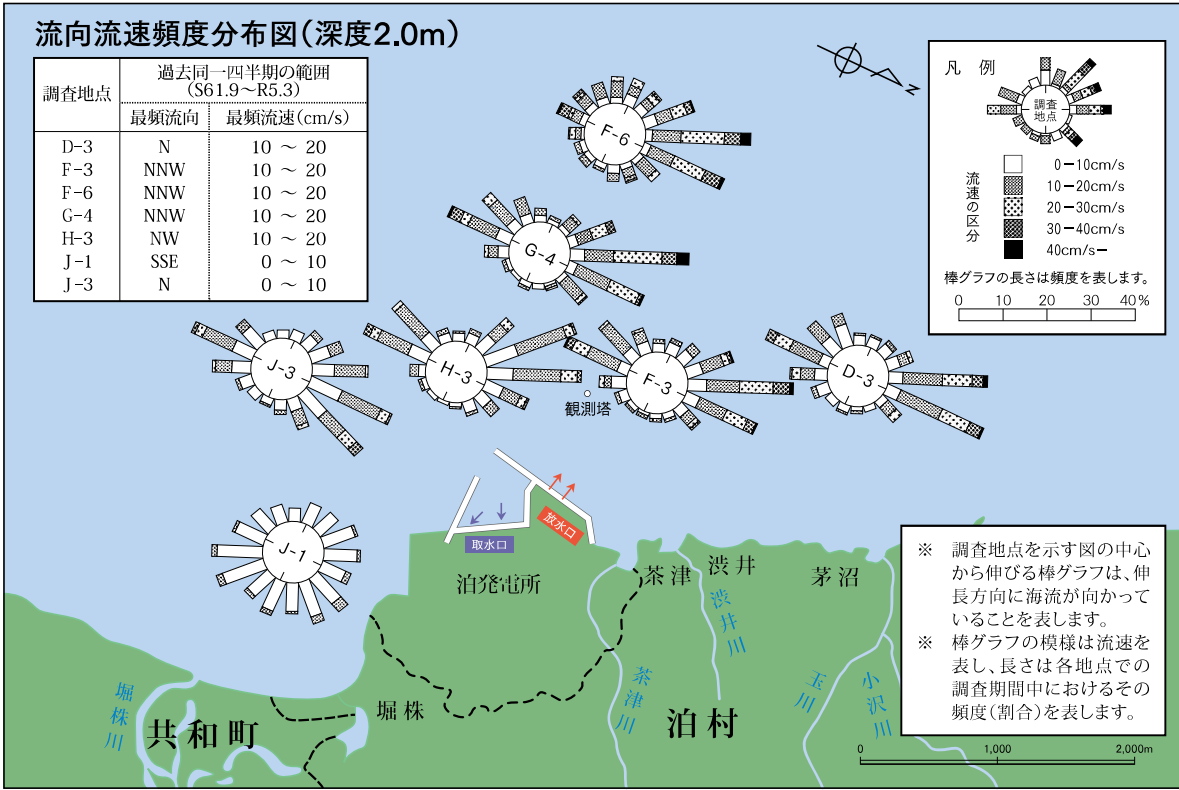 流向流速頻度分布図(深度2.0m)
調査地点
過去同一四半期の範囲
(S61.9〜R5.3)
最頻流向 最頻流速(cm/s)
D-3 N 10 〜 20
F-3 NNW 10 〜 20
F-6 NNW 10 〜 20
G-4 NNW 10 〜 20
H-3 NW 10 〜 20
J-1 SSE 0 〜 10
J-3 N 0 〜 10
N
凡 例
調査
地点
流速の区分
0−10cm/s
10−20cm/s
20−30cm/s
30−40cm/s
40cm/s−
棒グラフの長さは頻度を表します。
0 10 20 30 40%
F-6
G-4
J-3
H-3
F-3
D-3
観測塔
J-1
取水口
放水口
泊発電所
茶津
渋井
茅沼
渋井川
茶津川
玉川
小沢川
堀株川
堀株
共和町
泊村
※ 調査地点を示す図の中心
から伸びる棒グラフは、伸
長方向に海流が向かって
いることを表します。
※ 棒グラフの模様は流速を
表し、長さは各地点での
調査期間中におけるその
頻度(割合)を表します。
0 1,000 2,000m